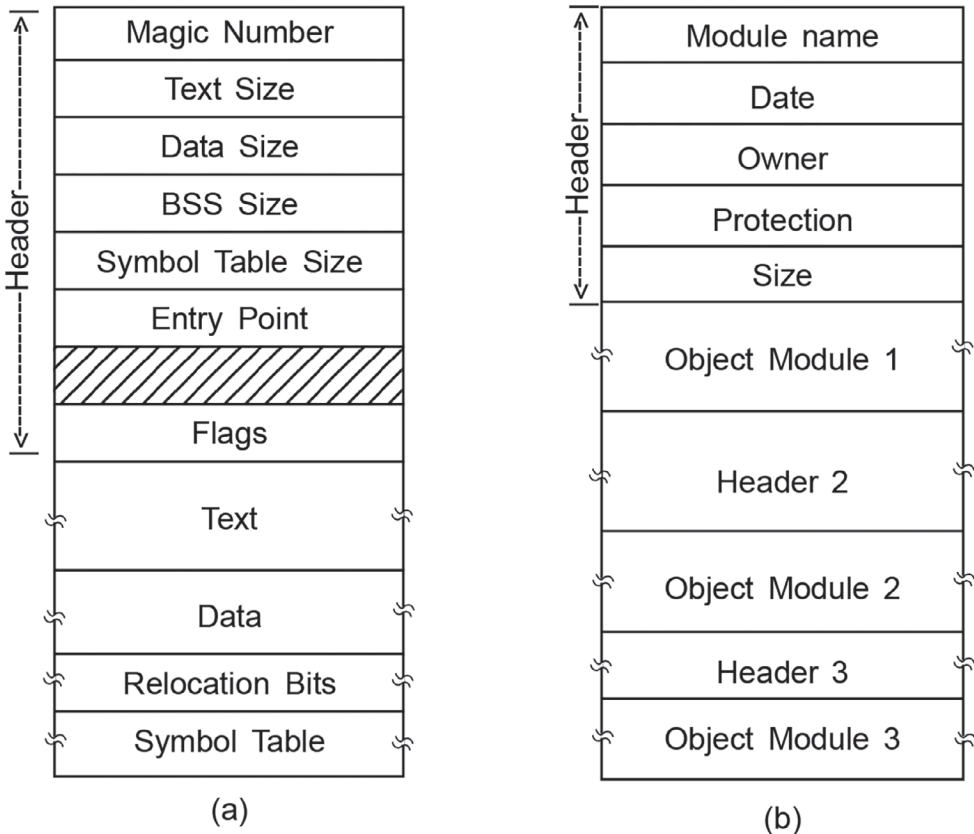 Header
Magic Number
Text Size
Data Size
BSS Size
Symbol Table Size
Entry Point
Flags
Text
Data
Relocation Bits
Symbol Table
(a)
Header
Module name
Date
Owner
Protection
Size
Object Module 1
Header 2
Object Module 2
Header 3
Object Module 3
(b)